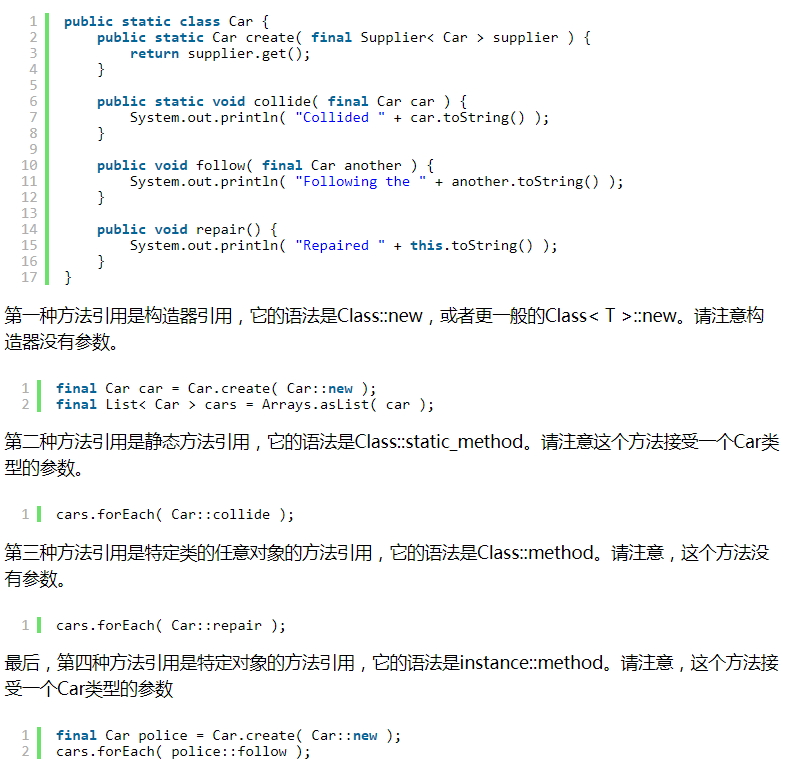 1 public static class Car {
2     public static Car create( final Supplier< Car > supplier ) {
3         return supplier.get();
4     }
5
6     public static void collide( final Car car ) {
7         System.out.println( "Collided " + car.toString() );
8     }
9
10     public void follow( final Car another ) {
11         System.out.println( "Following the " + another.toString() );
12     }
13
14     public void repair() {
15         System.out.println( "Repaired " + this.toString() );
16     }
17 }
第一种方法引用是构造器引用，它的语法是Class::new，或者更一般的Class< T >::new。请注意构
造器没有参数。
1 final Car car = Car.create( Car::new );
2 final List< Car > cars = Arrays.asList( car );
第二种方法引用是静态方法引用，它的语法是Class::static_method。请注意这个方法接受一个Car类
型的参数。
1 cars.forEach( Car::collide );
第三种方法引用是特定类的任意对象的方法引用，它的语法是Class::method。请注意，这个方法没
有参数。
1 cars.forEach( Car::repair );
最后，第四种方法引用是特定对象的方法引用，它的语法是instance::method。请注意，这个方法接
受一个Car类型的参数
1 final Car police = Car.create( Car::new );
2 cars.forEach( police::follow );